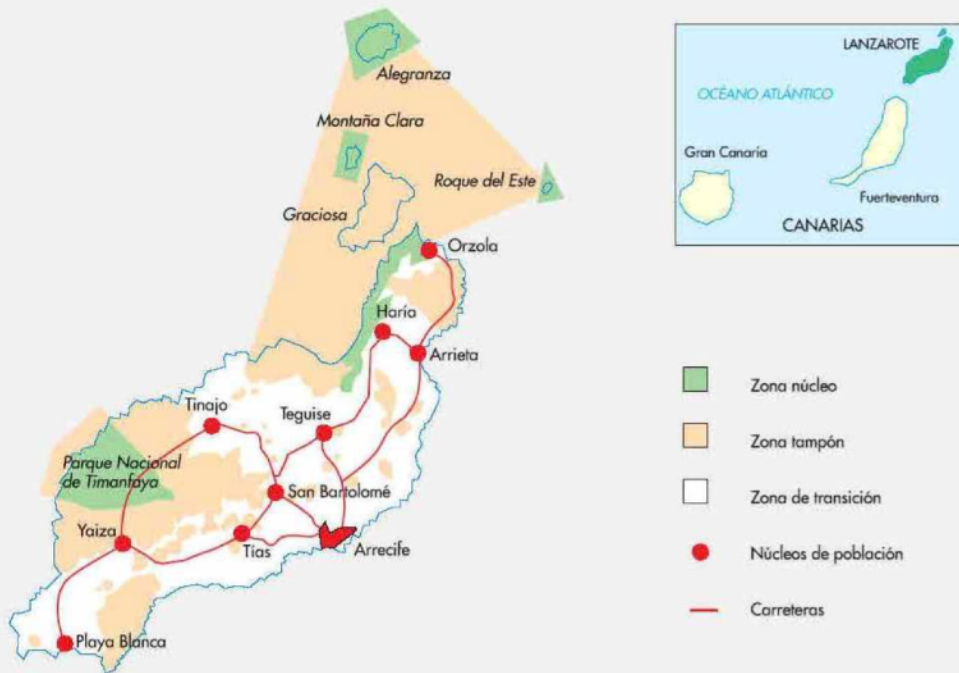 Alegranza
Montaña Clara
Roque del Este
Graciosa
Orzola
Haría
Arrieta
Tinajo
Teguise
Parque Nacional
de Timanfaya
San Bartolomé
Yaiza
Tías
Arrecife
Playa Blanca
LANZAROTE
OCÉANO ATLÁNTICO
Gran Canaría
Fuerteventura
CANARIAS
Zona núcleo
Zona tampón
Zona de transición
Núcleos de población
Carreteras